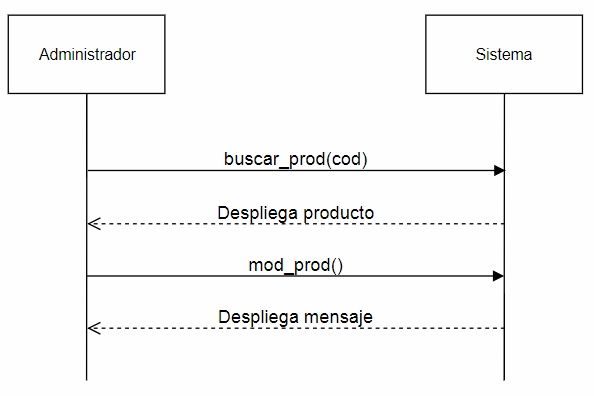 Administrador
Sistema
buscar_prod(cod)
Despliega producto
mod_prod()
Despliega mensaje